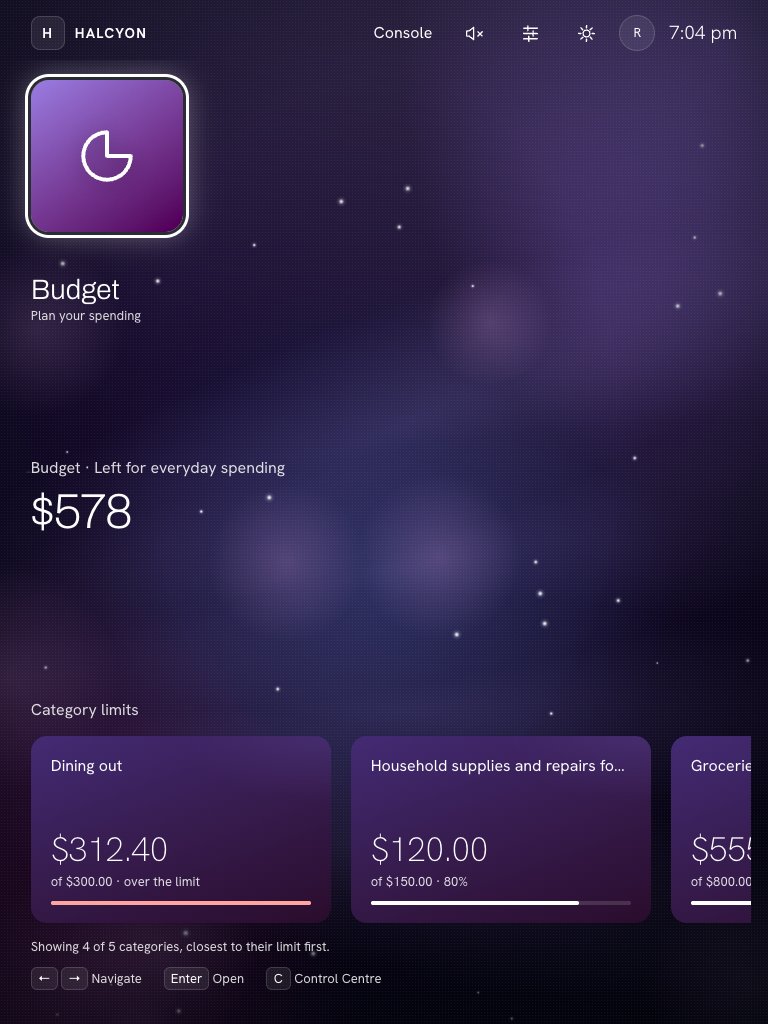 H HALCYON Console R 7:04 pm
Budget
Plan your spending
Budget · Left for everyday spending
$578
Category limits
Dining out
$312.40
of $300.00 · over the limit
Household supplies and repairs fo...
$120.00
of $150.00 · 80%
of $800.00
Showing 4 of 5 categories, closest to their limit first.
← → Navigate Enter Open C Control Centre